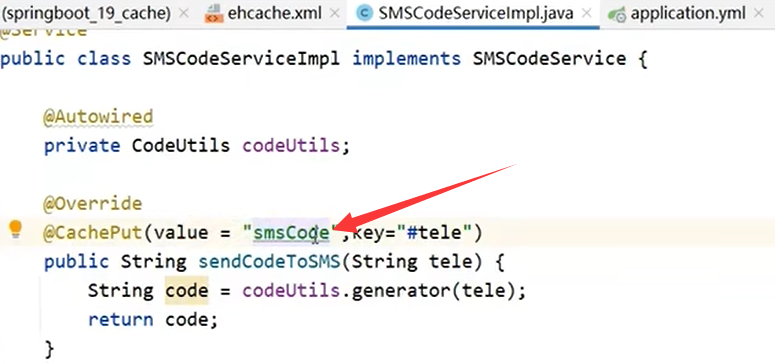 (springboot_19_cache) × ehcache.xml × SMSCodeServiceImpl.java × application.yml ×
@Service
public class SMSCodeServiceImpl implements SMSCodeService {
@Autowired
private CodeUtils codeUtils;
@Override
@CachePut(value = "smsCode",key="#tele")
public String sendCodeToSMS(String tele) {
String code = codeUtils.generator(tele);
return code;
}